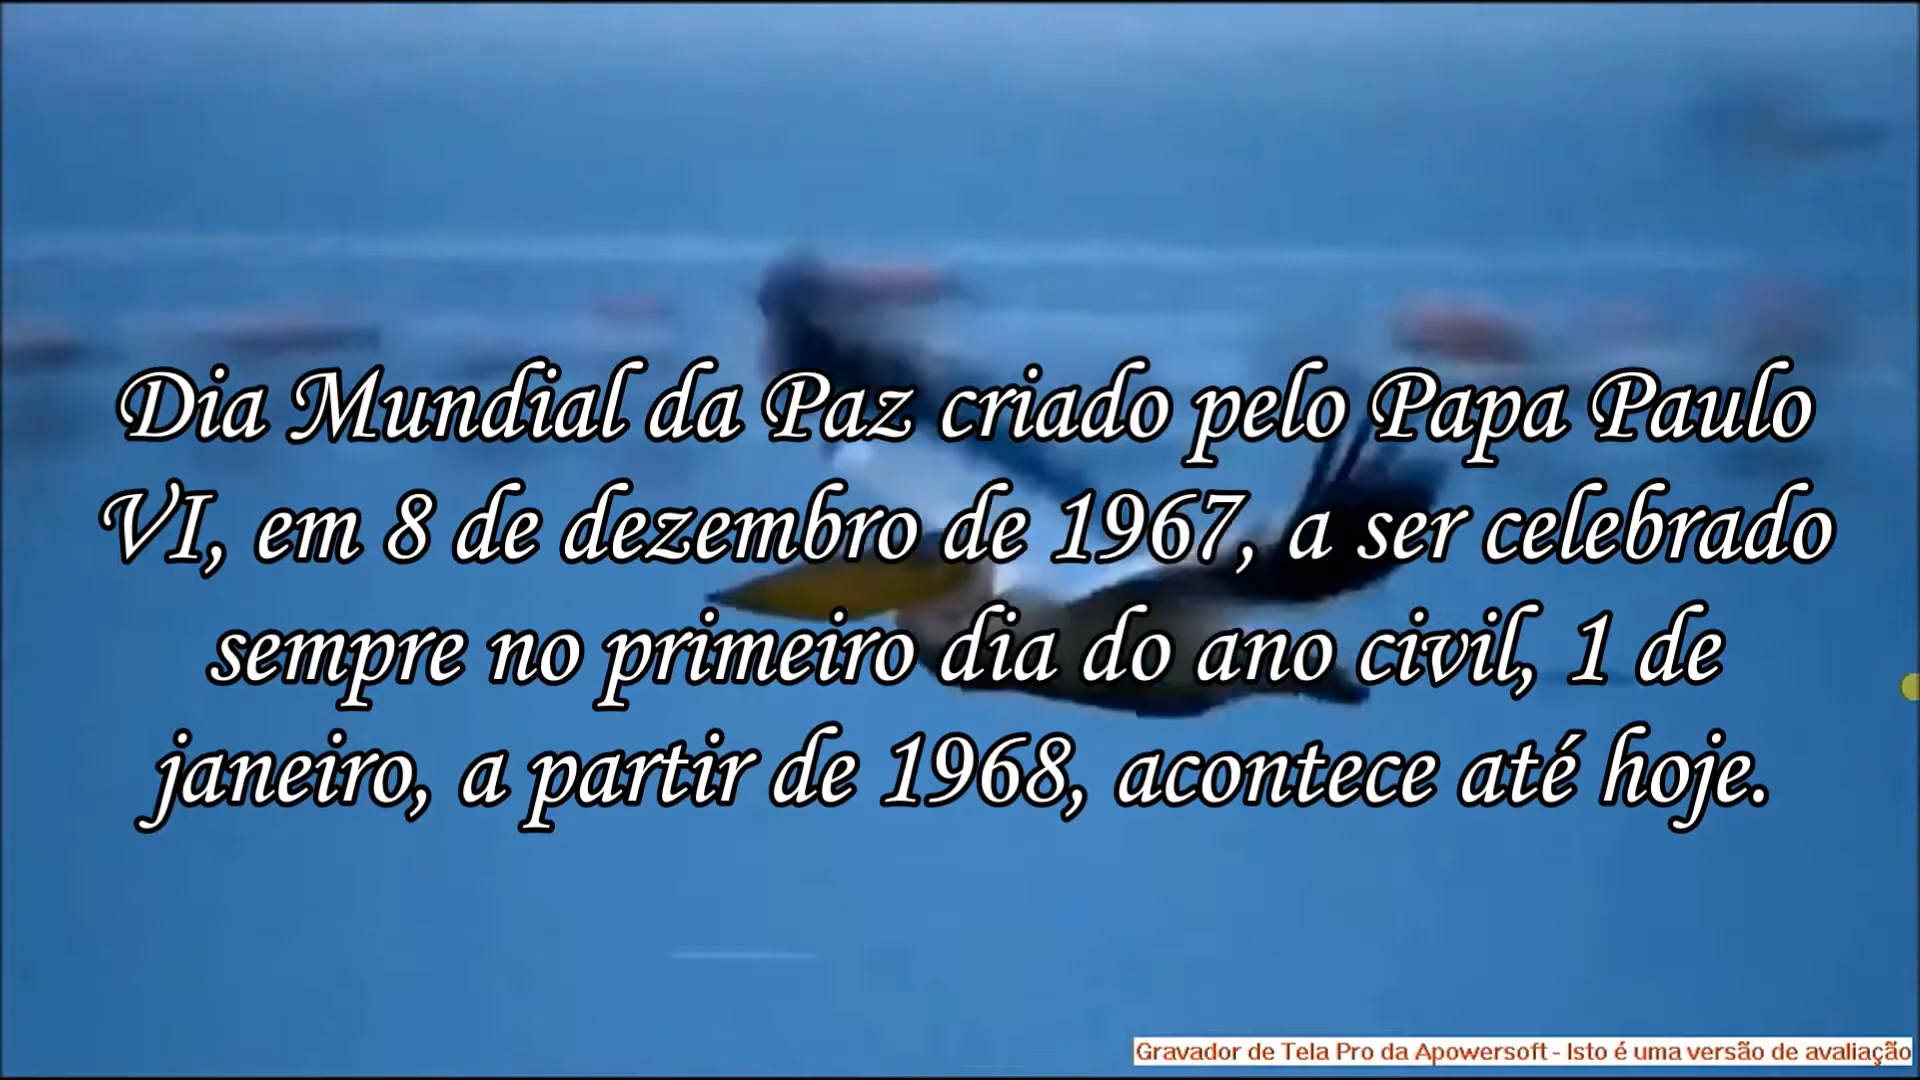 Dia Mundial da Paz criado pelo Papa Paulo
VI, em 8 de dezembro de 1967, a ser celebrado
sempre no primeiro dia do ano civil, 1 de
janeiro, a partir de 1968, acontece até hoje.
Gravador de Tela Pro da Apowersoft - Isto é uma versão de avaliação